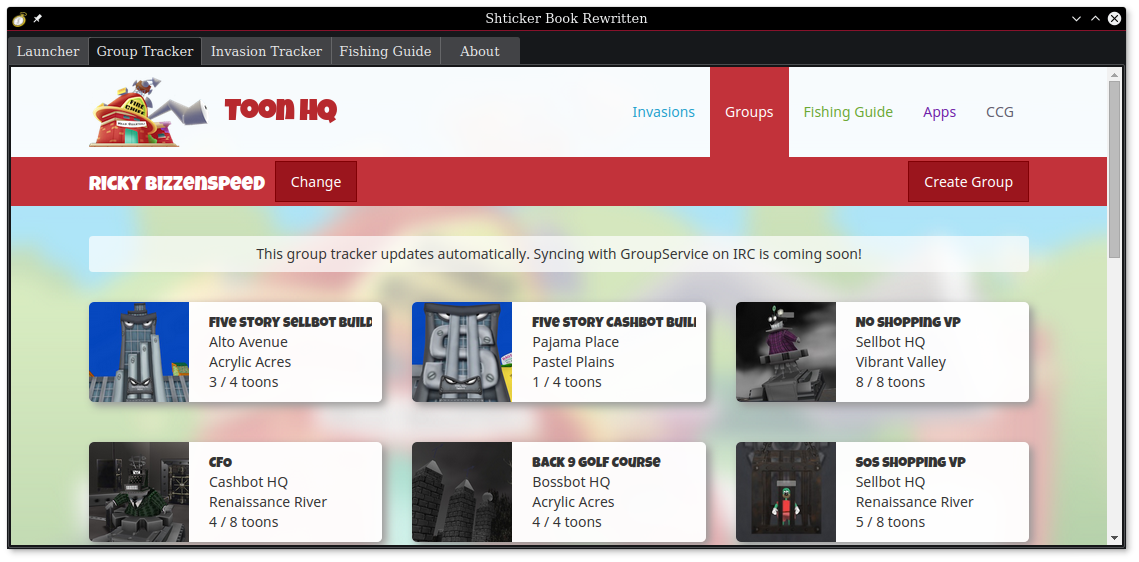 Shticker Book Rewritten
Launcher Group Tracker Invasion Tracker Fishing Guide About
TOON HQ
Invasions Groups Fishing Guide Apps CCG
RICKY BIZZENSPEED Change Create Group
This group tracker updates automatically. Syncing with GroupService on IRC is coming soon!
FIVE STORY SELLBOT BUILD
Alto Avenue
Acrylic Acres
3 / 4 toons
FIVE STORY CASHBOT BUIL
Pajama Place
Pastel Plains
1 / 4 toons
NO SHOPPING VP
Sellbot HQ
Vibrant Valley
8 / 8 toons
CFO
Cashbot HQ
Renaissance River
4 / 8 toons
BACK 9 GOLF COURSE
Bossbot HQ
Acrylic Acres
4 / 4 toons
SOS SHOPPING VP
Sellbot HQ
Renaissance River
5 / 8 toons